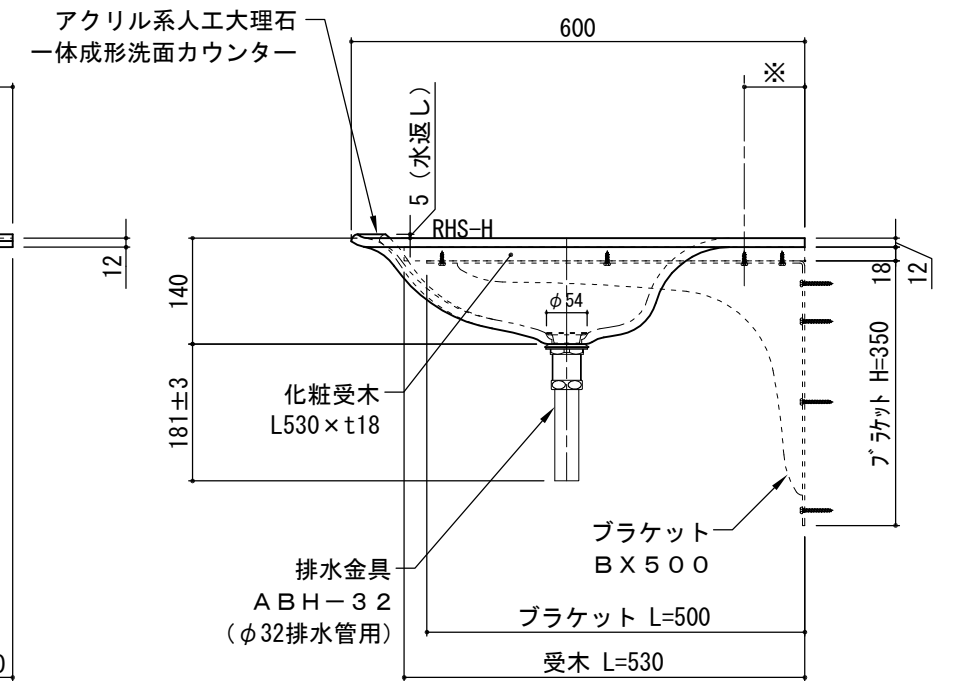 アクリル系人工大理石
一体成形洗面カウンター
600
※
5（水返し）
RHS-H
12
140
18
12
φ54
化粧受木
L530×t18
181±3
ブラケット H=350
ブラケット
ＢＸ５００
排水金具
ＡＢＨ－３２
（φ32排水管用）
ブラケット L=500
受木 L=530
0